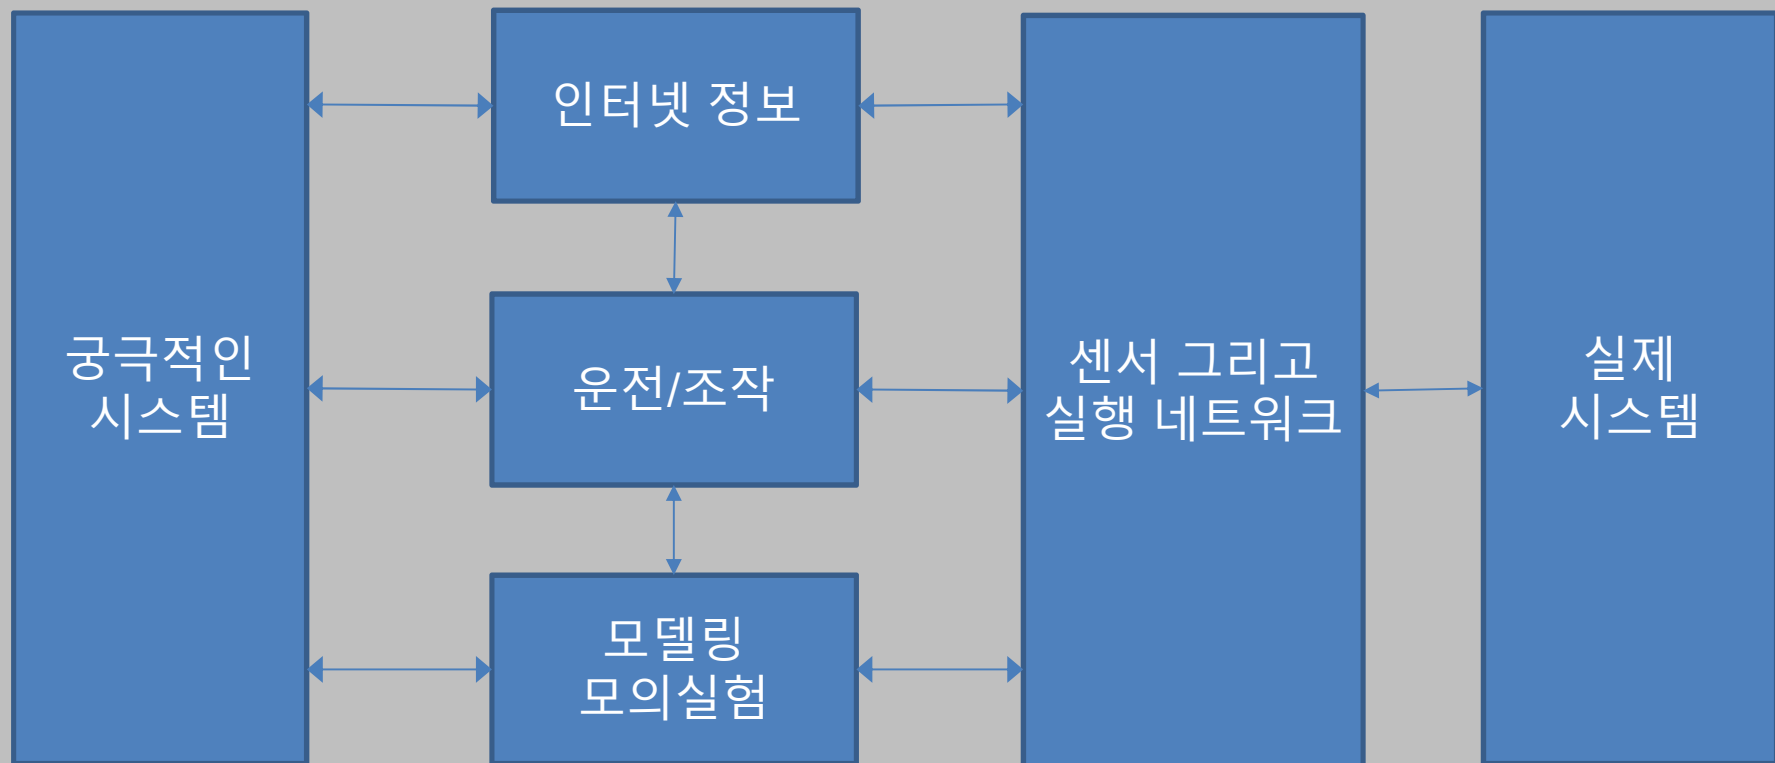 궁극적인
시스템
인터넷 정보
운전/조작
모델링
모의실험
센서 그리고
실행 네트워크
실제
시스템